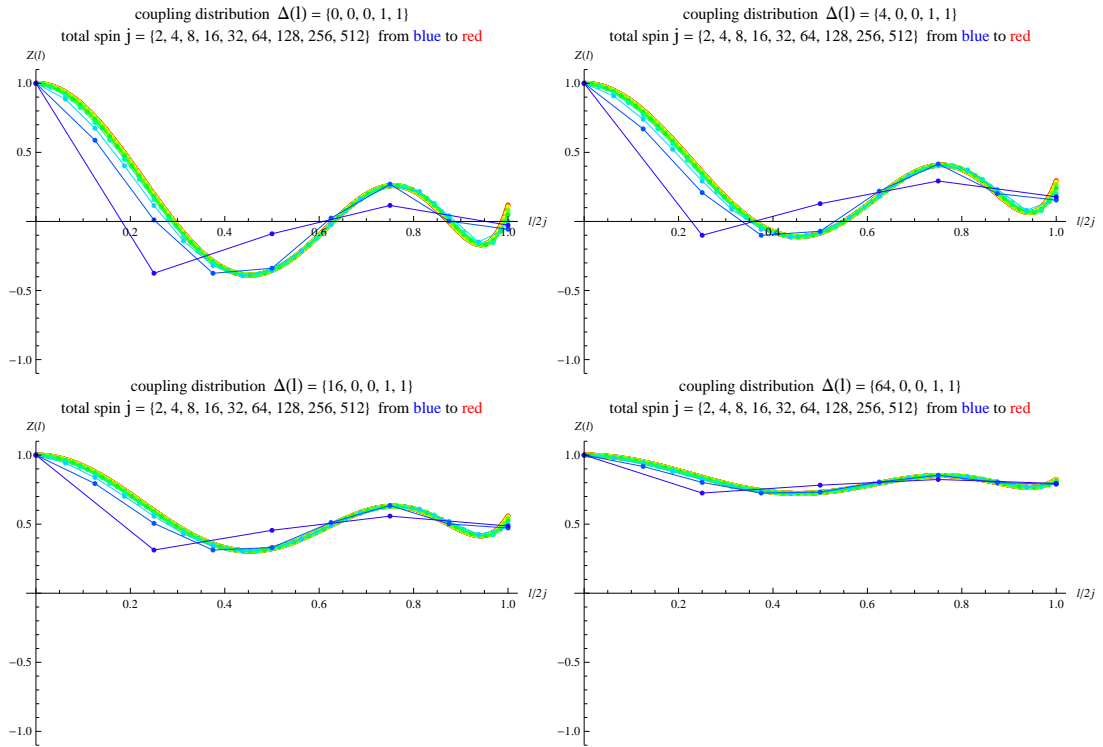 coupling distribution Δ(l) = {0, 0, 0, 1, 1}
total spin j = {2, 4, 8, 16, 32, 64, 128, 256, 512} from blue to red
Z(l)
1.0
0.5
-0.5
-1.0
0.2 0.4 0.6 0.8 1.0 l/2j
coupling distribution Δ(l) = {4, 0, 0, 1, 1}
total spin j = {2, 4, 8, 16, 32, 64, 128, 256, 512} from blue to red
Z(l)
1.0
0.5
-0.5
-1.0
0.2 0.4 0.6 0.8 1.0 l/2j
coupling distribution Δ(l) = {16, 0, 0, 1, 1}
total spin j = {2, 4, 8, 16, 32, 64, 128, 256, 512} from blue to red
Z(l)
1.0
0.5
-0.5
-1.0
0.2 0.4 0.6 0.8 1.0 l/2j
coupling distribution Δ(l) = {64, 0, 0, 1, 1}
total spin j = {2, 4, 8, 16, 32, 64, 128, 256, 512} from blue to red
Z(l)
1.0
0.5
-0.5
-1.0
0.2 0.4 0.6 0.8 1.0 l/2j